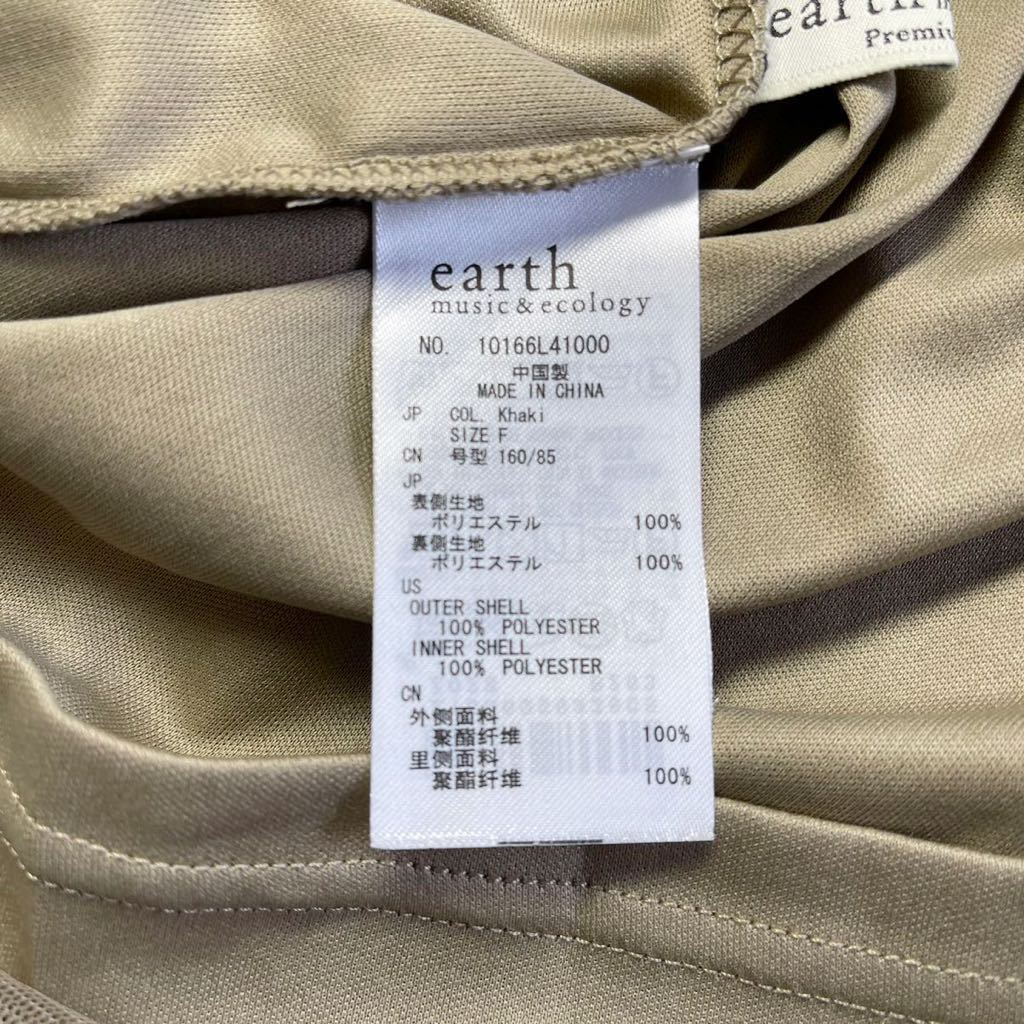 earth
Premiu
earth
music & ecology
NO. 10166L41000
中国製
MADE IN CHINA
JP COL. Khaki
SIZE F
CN 号型 160/85
JP
表側生地
ポリエステル 100%
裏側生地
ポリエステル 100%
US
OUTER SHELL
100% POLYESTER
INNER SHELL
100% POLYESTER
CN
外侧面料
聚酯纤维 100%
里侧面料
聚酯纤维 100%